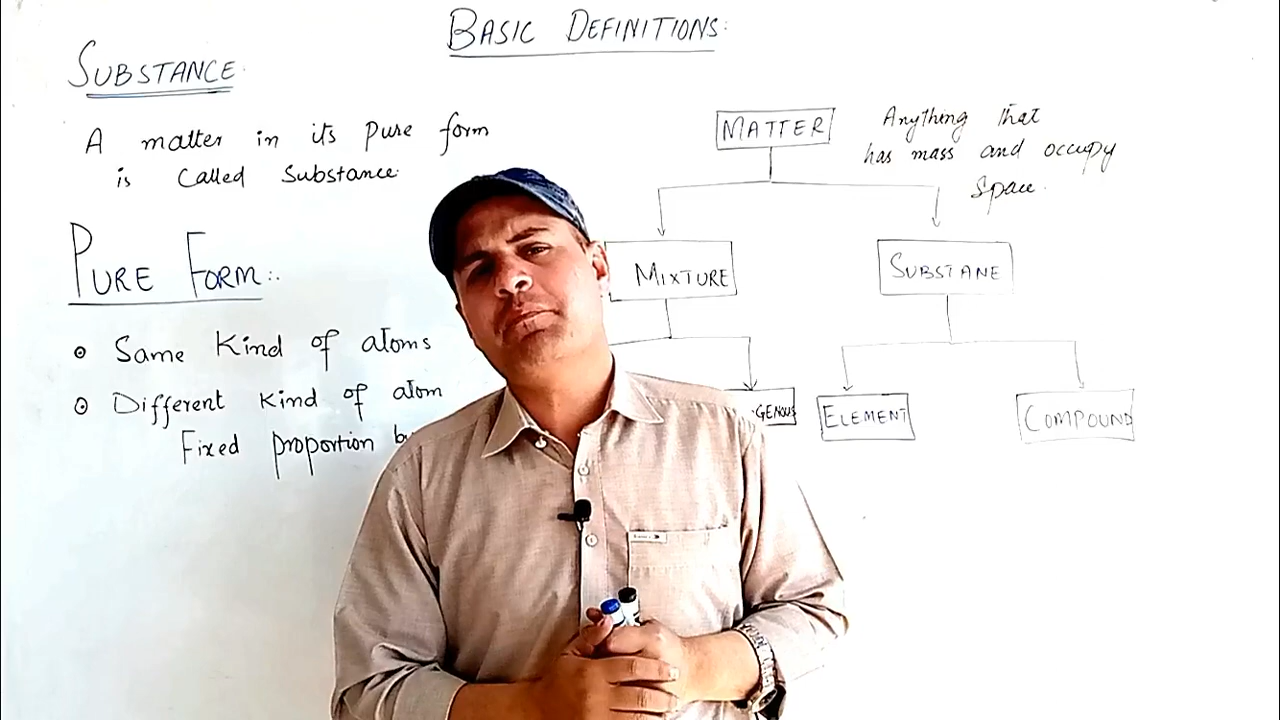 BASIC DEFINITIONS:
SUBSTANCE
A matter in its pure form
is called Substance.
PURE FORM:.
Same kind of atoms
Different kind of atom
Fixed proportion
MATTER
Anything that
has mass and occupy
space.
MIXTURE
SUBSTANE
GENOUS
ELEMENT
COMPOUND